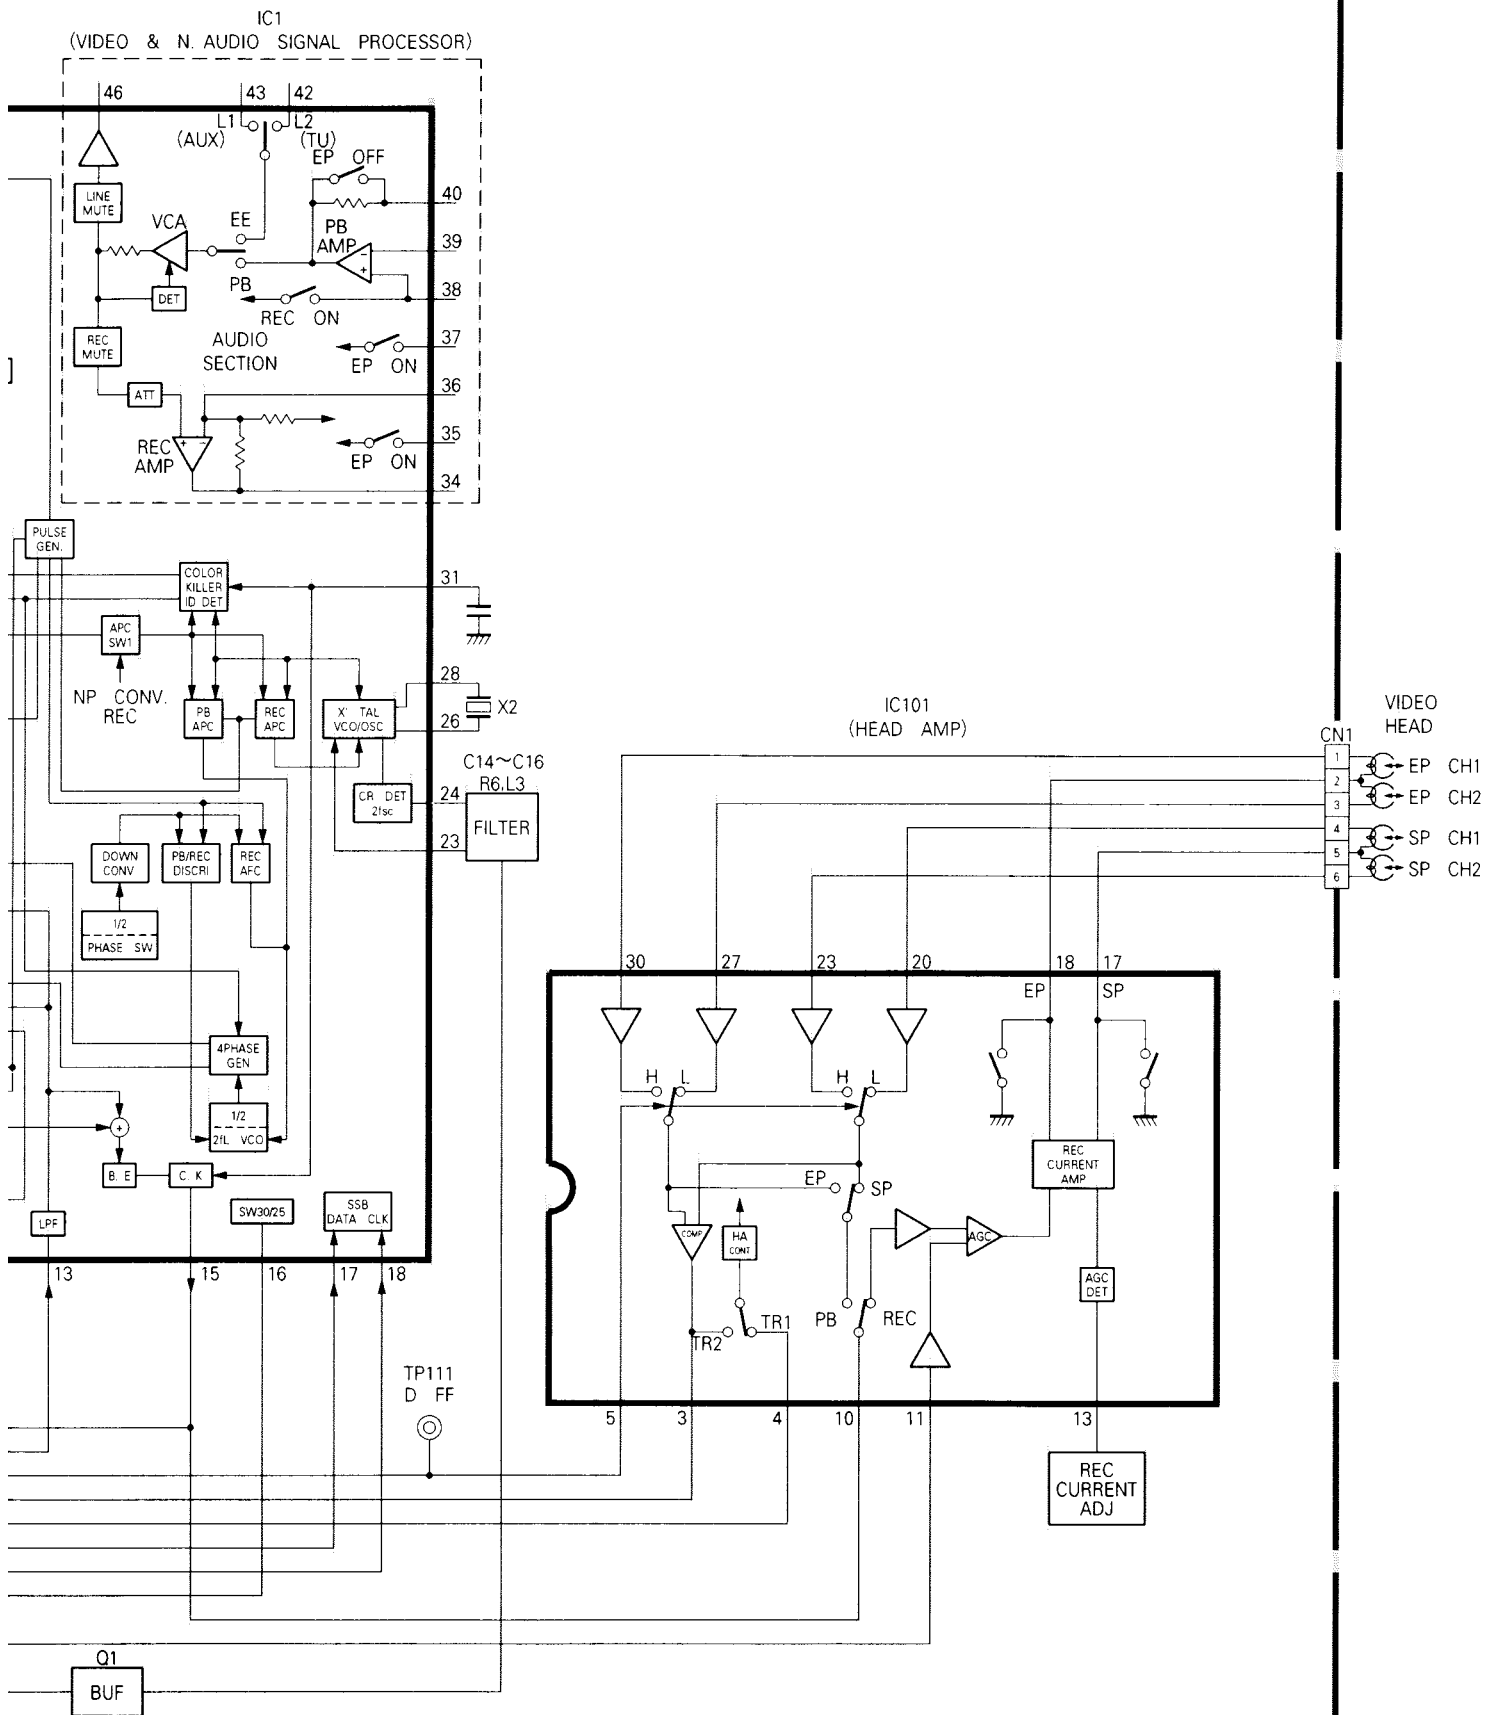 IC1
(VIDEO & N. AUDIO SIGNAL PROCESSOR)
46
43
42
L1
L2
(AUX)
(TU)
EP OFF
40
LINE
MUTE
VCA
EE
PB
AMP
39
-
+
DET
PB
38
REC ON
REC
MUTE
AUDIO
SECTION
37
EP ON
36
ATT
35
REC
AMP
+
-
EP ON
34
PULSE
GEN.
COLOR
KILLER
ID DET
31
APC
SW1
NP CONV.
REC
28
PB
APC
REC
APC
X' TAL
VCO/OSC
X2
26
C14～C16
R6,L3
CR DET
2fsc
24
FILTER
23
DOWN
CONV
PB/REC
DISCRI
REC
AFC
1/2
PHASE SW
4PHASE
GEN
1/2
2fL VCO
+
B. E
C. K
LPF
SW30/25
SSB
DATA CLK
13
15
16
17
18
TP111
D FF
Q1
BUF
IC101
(HEAD AMP)
VIDEO
HEAD
CN1
1
EP CH1
2
3
EP CH2
4
SP CH1
5
6
SP CH2
30
27
23
20
18
17
EP
SP
H
L
H
L
REC
CURRENT
AMP
EP
SP
COMP
HA
CONT
AGC
AGC
DET
TR2
TR1
PB
REC
5
3
4
10
11
13
REC
CURRENT
ADJ